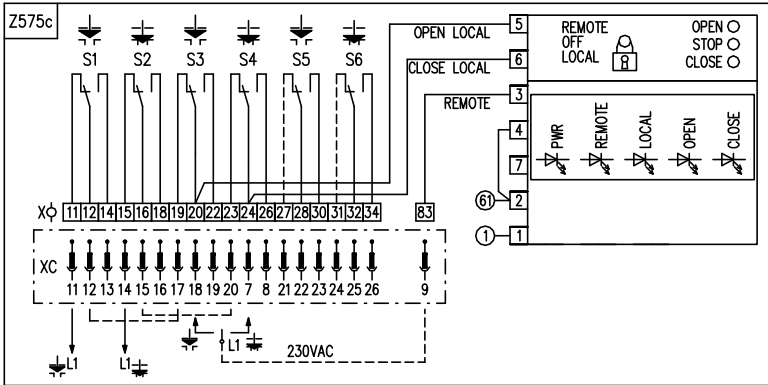 Z575c
S1 S2 S3 S4 S5 S6
OPEN LOCAL
CLOSE LOCAL
REMOTE
5
6
3
4
7
2
1
61
1
REMOTE
OFF
LOCAL
OPEN
STOP
CLOSE
PWR
REMOTE
LOCAL
OPEN
CLOSE
X 11 12 14 15 16 18 19 20 22 23 24 26 27 28 30 31 32 34 83
XC
11 12 13 14 15 16 17 18 19 20 7 8 21 22 23 24 25 26 9
L1 L1 L1
230VAC